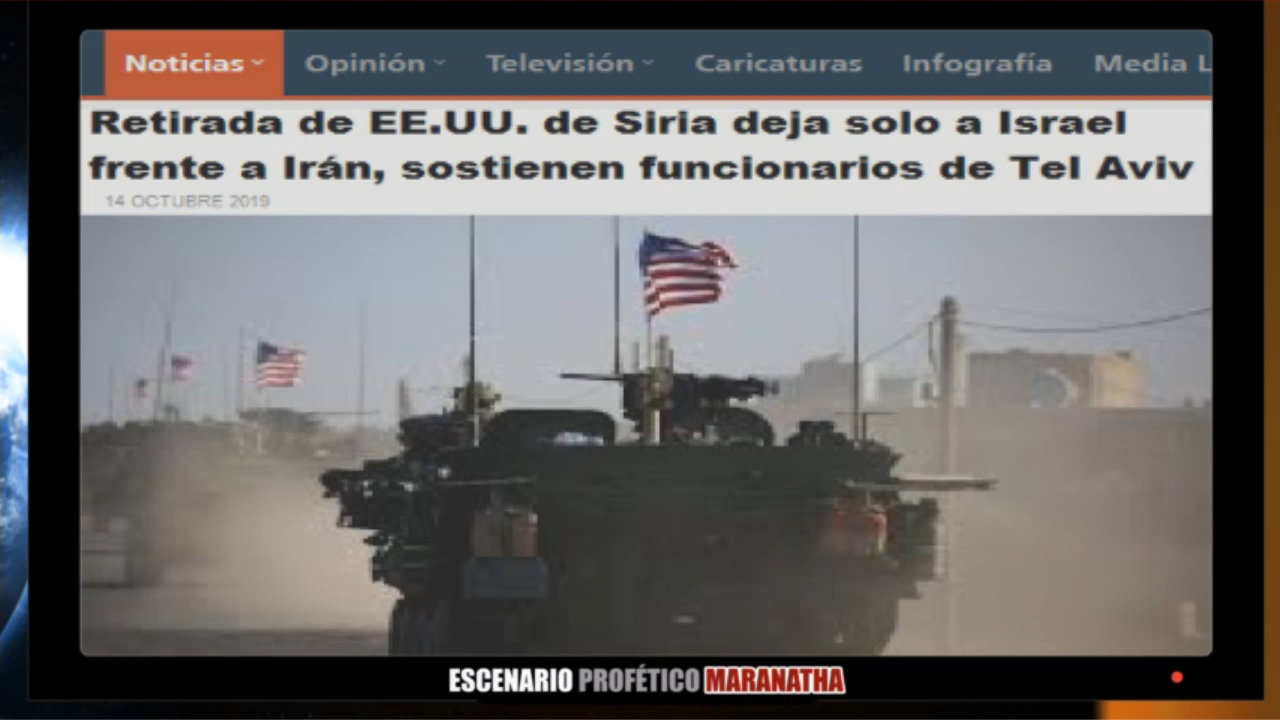 Noticias Opinión Televisión Caricaturas Infografía Media L
Retirada de EE.UU. de Siria deja solo a Israel
frente a Irán, sostienen funcionarios de Tel Aviv
14 OCTUBRE 2019
ESCENARIO PROFÉTICO MARANATHA